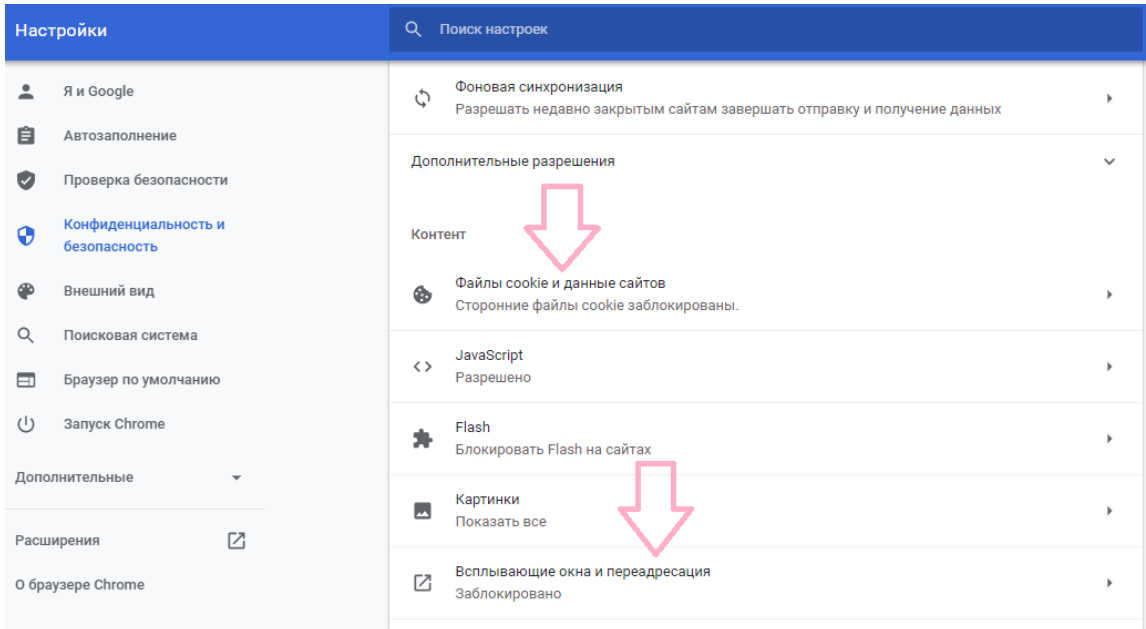 Настройки
Поиск настроек
Я и Google
Автозаполнение
Проверка безопасности
Конфиденциальность и
безопасность
Внешний вид
Поисковая система
Браузер по умолчанию
Запуск Chrome
Дополнительные
Расширения
О браузере Chrome
Фоновая синхронизация
Разрешать недавно закрытым сайтам завершать отправку и получение данных
Дополнительные разрешения
Контент
Файлы cookie и данные сайтов
Сторонние файлы cookie заблокированы.
JavaScript
Разрешено
Flash
Блокировать Flash на сайтах
Картинки
Показать все
Всплывающие окна и переадресация
Заблокировано